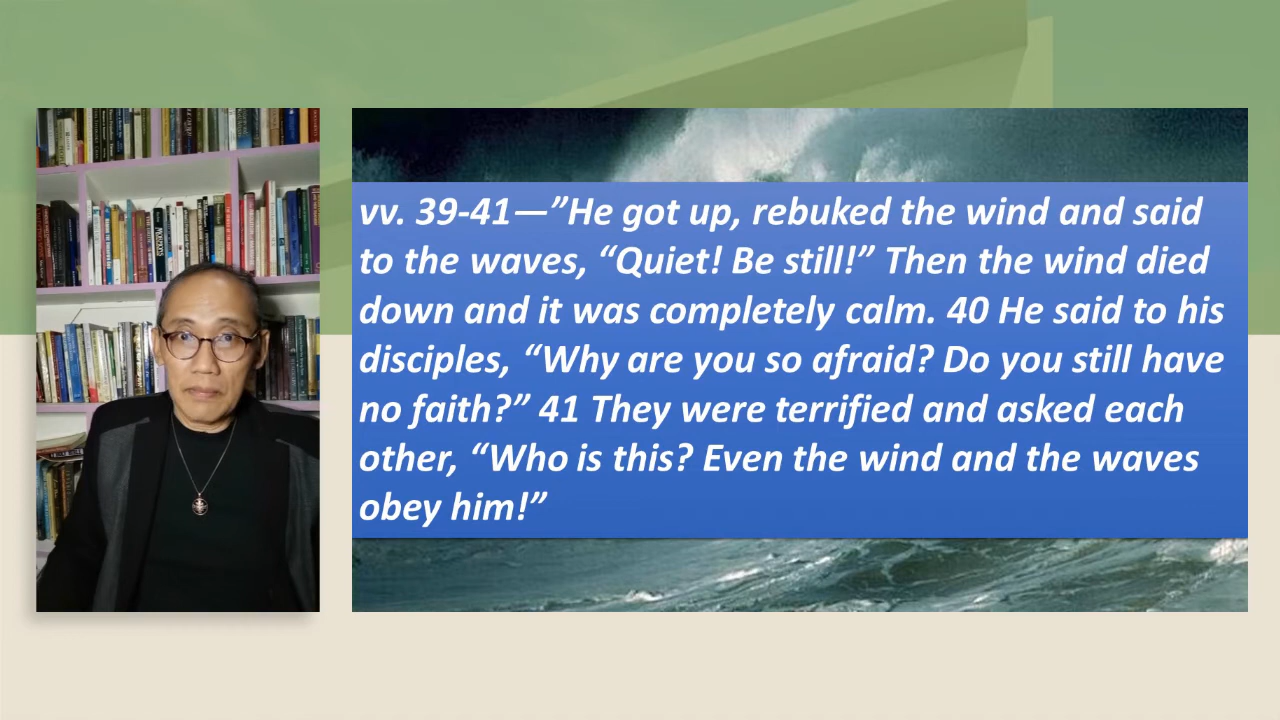 vv. 39-41—”He got up, rebuked the wind and said
to the waves, “Quiet! Be still!” Then the wind died
down and it was completely calm. 40 He said to his
disciples, “Why are you so afraid? Do you still have
no faith?” 41 They were terrified and asked each
other, “Who is this? Even the wind and the waves
obey him!”